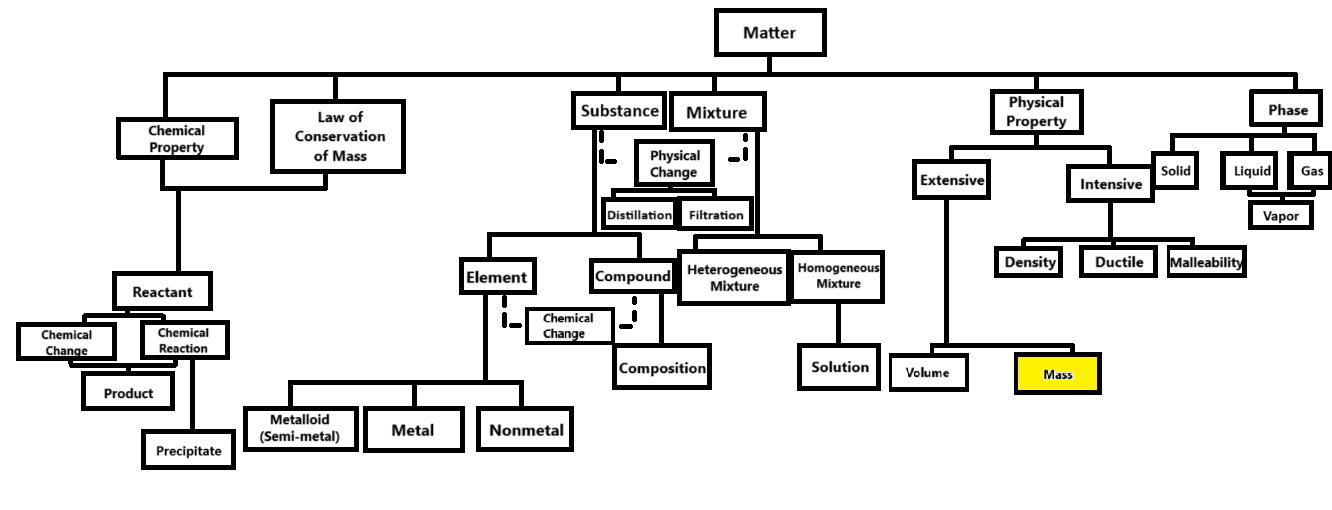 Matter
Chemical
Property
Law of
Conservation
of Mass
Substance
Mixture
Physical
Property
Phase
Physical
Change
Distillation
Filtration
Extensive
Intensive
Solid
Liquid
Gas
Vapor
Density
Ductile
Malleability
Element
Compound
Heterogeneous
Mixture
Homogeneous
Mixture
Reactant
Chemical
Change
Chemical
Reaction
Product
Precipitate
Chemical
Change
Composition
Solution
Volume
Mass
Metalloid
(Semi-metal)
Metal
Nonmetal